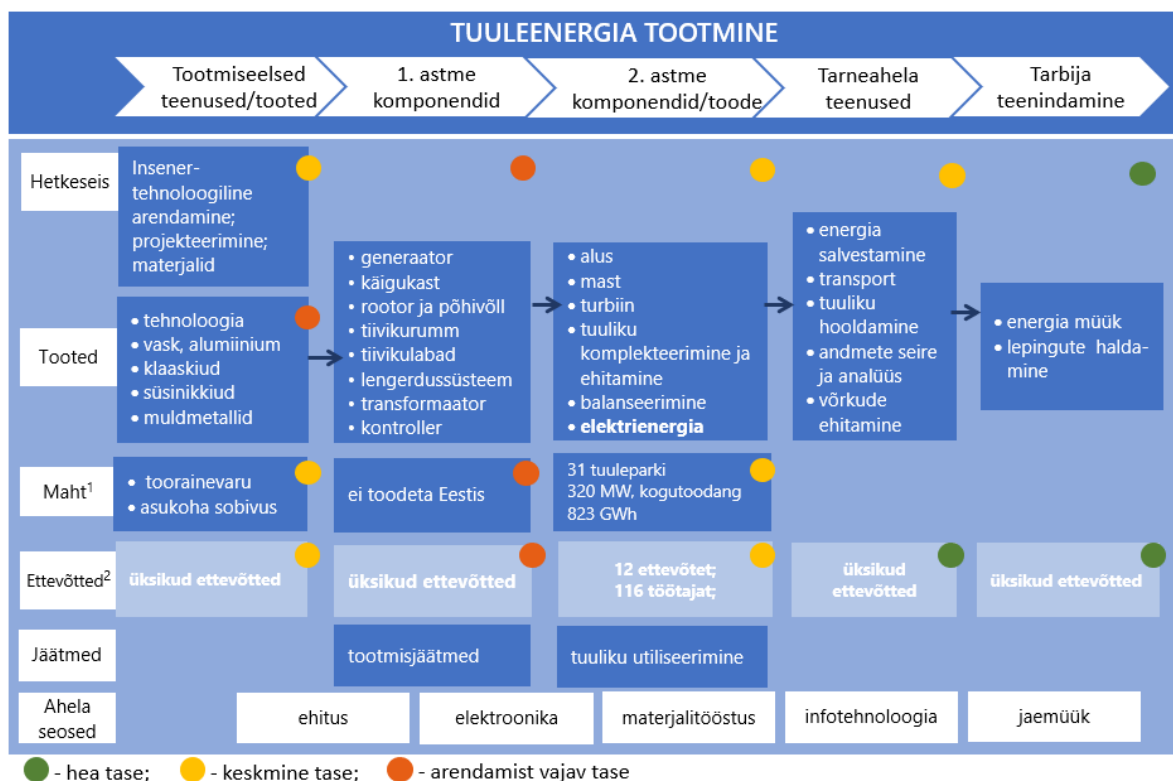 TUULEENERGIA TOOTMINE
Tootmiseelsed
teenused/tooted
1. astme
komponendid
2. astme
komponendid/toode
Tarneahela
teenused
Tarbija
teenindamine
Hetkeseis
Insener-
tehnoloogiline
arendamine;
projekteerimine;
materjalid
Tooted
• tehnoloogia
• vask, alumiinium
• klaaskiud
• süsinikkiud
• muldmetallid
• generaator
• käigukast
• rootor ja põhivõll
• tiivikurumm
• tiivikulabad
• lengerdussüsteem
• transformaator
• kontroller
• alus
• mast
• turbiin
• tuuliku
komplekteerimine ja
ehitamine
• balanseerimine
• elektrienergia
• energia
salvestamine
• transport
• tuuliku
hooldamine
• andmete seire
ja analüüs
• võrkude
ehitamine
• energia müük
• lepingute halda-
mine
Maht1
• toorainevaru
• asukoha sobivus
ei toodeta Eestis
31 tuuleparki
320 MW, kogutoodang
823 GWh
Ettevõtted2
üksikud ettevõtted
üksikud ettevõtted
12 ettevõtet;
116 töötajat;
üksikud
ettevõtted
üksikud ettevõtted
Jäätmed
tootmisjäätmed
tuuliku utiliseerimine
Ahela
seosed
ehitus
elektroonika
materjalitööstus
infotehnoloogia
jaemüük
- hea tase;
- keskmine tase;
- arendamist vajav tase